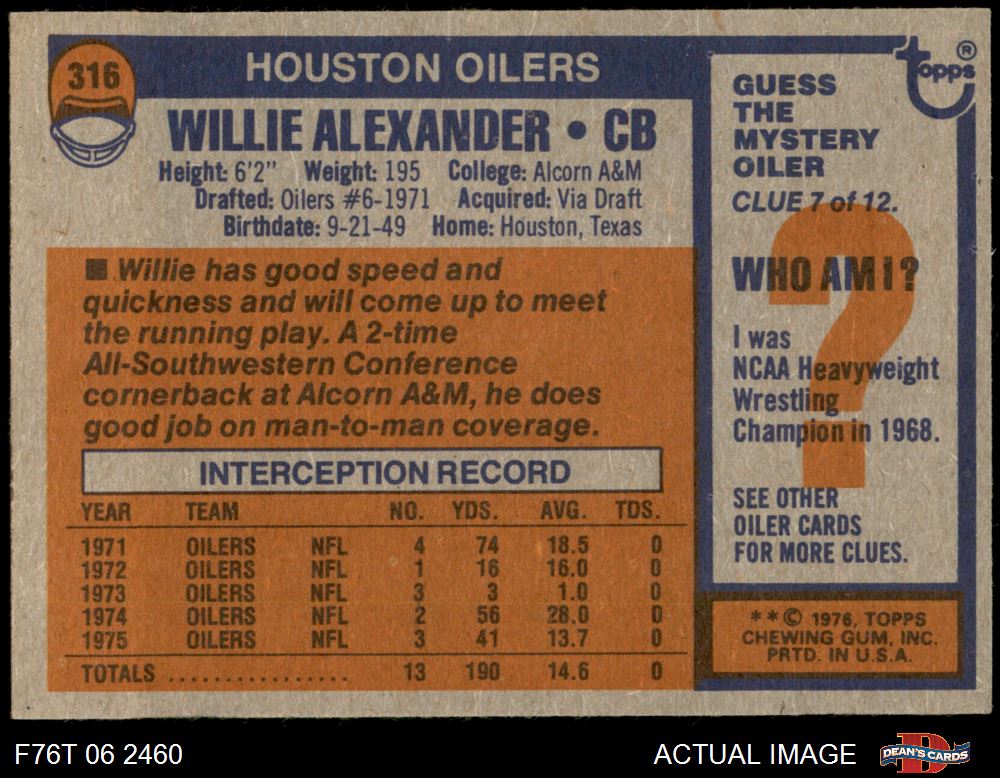 316
HOUSTON OILERS
WILLIE ALEXANDER • CB
Height: 6'2" Weight: 195 College: Alcorn A&M
Drafted: Oilers #6-1971 Acquired: Via Draft
Birthdate: 9-21-49 Home: Houston, Texas
■ Willie has good speed and
quickness and will come up to meet
the running play. A 2-time
All-Southwestern Conference
cornerback at Alcorn A&M, he does
good job on man-to-man coverage.
INTERCEPTION RECORD
YEAR TEAM NO. YDS. AVG. TDS.
1971 OILERS NFL 4 74 18.5 0
1972 OILERS NFL 1 16 16.0 0
1973 OILERS NFL 3 3 1.0 0
1974 OILERS NFL 2 56 28.0 0
1975 OILERS NFL 3 41 13.7 0
TOTALS ................ 13 190 14.6 0
topps ®
GUESS
THE
MYSTERY
OILER
CLUE 7 of 12.
?
WHO AM I?
I was
NCAA Heavyweight
Wrestling
Champion in 1968.
SEE OTHER
OILER CARDS
FOR MORE CLUES.
**© 1976, TOPPS
CHEWING GUM, INC.
PRTD. IN U.S.A.
F76T 06 2460
ACTUAL IMAGE
D
DEAN'S CARDS